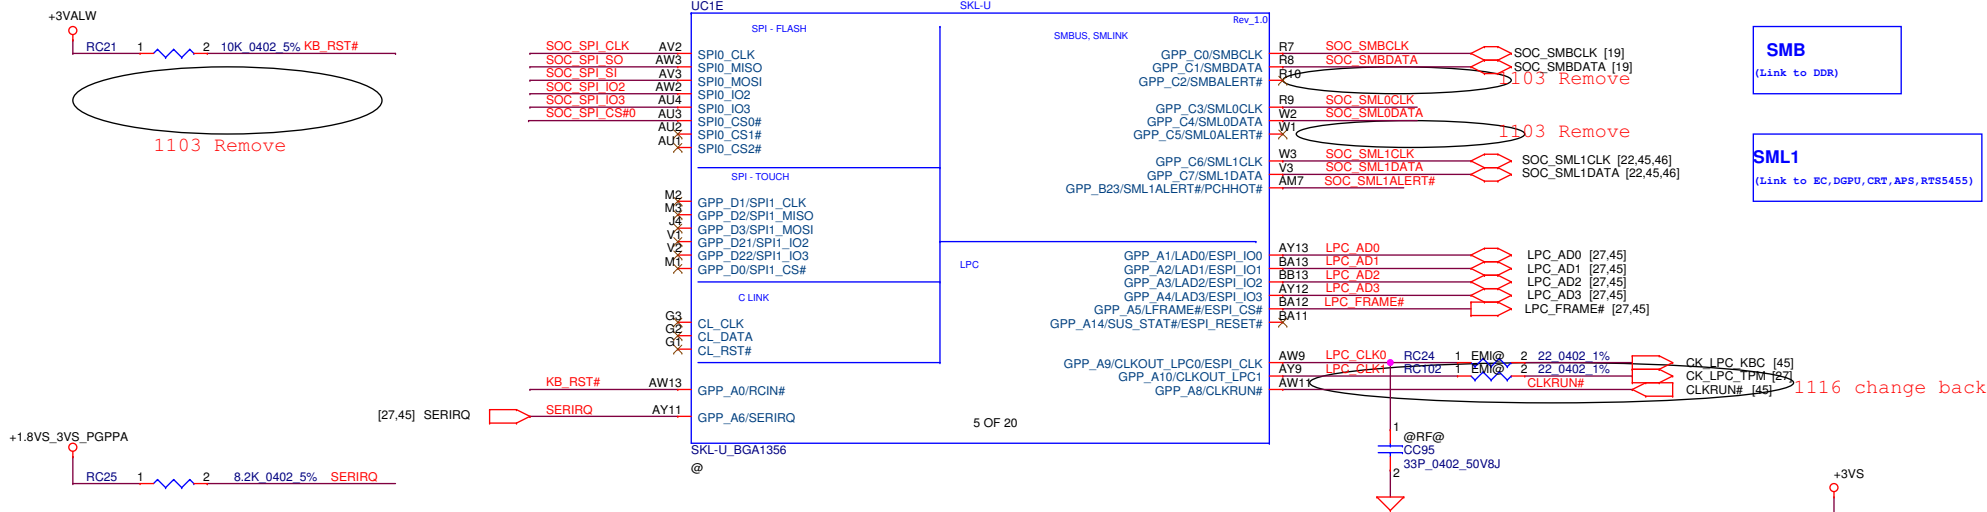 +3VALW
RC21 1 2 10K_0402_5% KB_RST#
1103 Remove
UC1E SKL-U
Rev_1.0
SPI - FLASH
SMBUS, SMLINK
SOC_SPI_CLK AV2 SPI0_CLK
SOC_SPI_SO AW3 SPI0_MISO
SOC_SPI_SI AV3 SPI0_MOSI
SOC_SPI_IO2 AW2 SPI0_IO2
SOC_SPI_IO3 AU4 SPI0_IO3
SOC_SPI_CS#0 AU3 SPI0_CS0#
AU2 SPI0_CS1#
AU1 SPI0_CS2#
SPI - TOUCH
M2 GPP_D1/SPI1_CLK
M3 GPP_D2/SPI1_MISO
J4 GPP_D3/SPI1_MOSI
V1 GPP_D21/SPI1_IO2
V2 GPP_D22/SPI1_IO3
M1 GPP_D0/SPI1_CS#
C LINK
G3 CL_CLK
G2 CL_DATA
G1 CL_RST#
KB_RST# AW13 GPP_A0/RCIN#
[27,45] SERIRQ SERIRQ AY11 GPP_A6/SERIRQ
GPP_C0/SMBCLK R7 SOC_SMBCLK SOC_SMBCLK [19]
GPP_C1/SMBDATA R8 SOC_SMBDATA SOC_SMBDATA [19]
GPP_C2/SMBALERT# R10 1103 Remove
GPP_C3/SML0CLK R9 SOC_SML0CLK
GPP_C4/SML0DATA W2 SOC_SML0DATA
GPP_C5/SML0ALERT# W1 1103 Remove
GPP_C6/SML1CLK W3 SOC_SML1CLK SOC_SML1CLK [22,45,46]
GPP_C7/SML1DATA V3 SOC_SML1DATA SOC_SML1DATA [22,45,46]
GPP_B23/SML1ALERT#/PCHHOT# AM7 SOC_SML1ALERT#
LPC
GPP_A1/LAD0/ESPI_IO0 AY13 LPC_AD0 LPC_AD0 [27,45]
GPP_A2/LAD1/ESPI_IO1 BA13 LPC_AD1 LPC_AD1 [27,45]
GPP_A3/LAD2/ESPI_IO2 BB13 LPC_AD2 LPC_AD2 [27,45]
GPP_A4/LAD3/ESPI_IO3 AY12 LPC_AD3 LPC_AD3 [27,45]
GPP_A5/LFRAME#/ESPI_CS# BA12 LPC_FRAME# LPC_FRAME# [27,45]
GPP_A14/SUS_STAT#/ESPI_RESET# BA11
GPP_A9/CLKOUT_LPC0/ESPI_CLK AW9 LPC_CLK0 RC24 1 EMI@ 2 22_0402_1% CK_LPC_KBC [45]
GPP_A10/CLKOUT_LPC1 AY9 LPC_CLK1 RC102 1 EMI@ 2 22_0402_1% CK_LPC_TPM [27]
GPP_A8/CLKRUN# AW11 CLKRUN# CLKRUN# [45]
1116 change back
5 OF 20
SKL-U_BGA1356
@
SMB
(Link to DDR)
SML1
(Link to EC,DGPU,CRT,APS,RTS5455)
+1.8VS_3VS_PGPPA
RC25 1 2 8.2K_0402_5% SERIRQ
1
@RF@
CC95
33P_0402_50V8J
2
+3VS